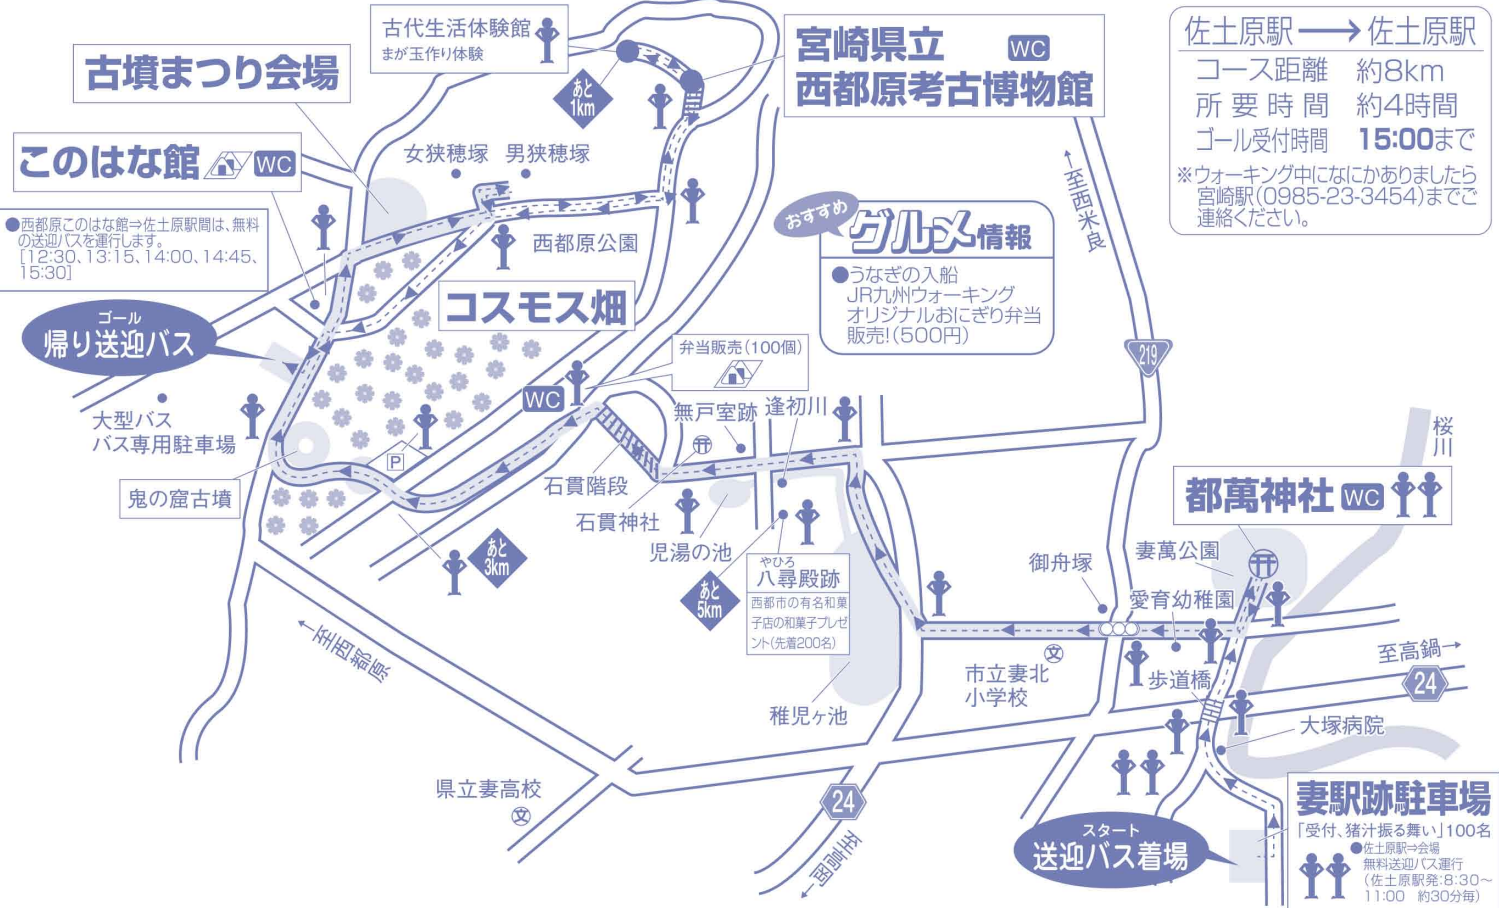 佐土原駅→佐土原駅
コース距離 約8km
所要時間 約4時間
ゴール受付時間 15:00まで
※ウォーキング中になにかありましたら
宮崎駅(0985-23-3454)までご
連絡ください。
古代生活体験館
まが玉作り体験
宮崎県立 WC
西都原考古博物館
古墳まつり会場
あと
1km
このはな館 WC
女狭穂塚
男狭穂塚
●西都原このはな館⇒佐土原駅間は、無料
の送迎バスを運行します。
[12:30、13:15、14:00、14:45、
15:30]
西都原公園
←至西米良
おすすめ
グルメ情報
●うなぎの入船
JR九州ウォーキング
オリジナルおにぎり弁当
販売!(500円)
コスモス畑
ゴール
帰り送迎バス
219
弁当販売(100個)
WC
大型バス
バス専用駐車場
P
鬼の窟古墳
無戸室跡
逢初川
石貫階段
石貫神社
児湯の池
あと
3km
あと
5km
やひろ
八尋殿跡
西都市の有名和菓
子店の和菓子プレゼ
ント(先着200名)
稚児ヶ池
桜川
都萬神社 WC
妻萬公園
御舟塚
愛育幼稚園
文
市立妻北
小学校
歩道橋
至高鍋→
24
大塚病院
←至西都原
県立妻高校
文
24
至高岡→
スタート
送迎バス着場
妻駅跡駐車場
「受付、猪汁振る舞い」100名
●佐土原駅⇒会場
無料送迎バス運行
(佐土原駅発:8:30~
11:00 約30分毎)